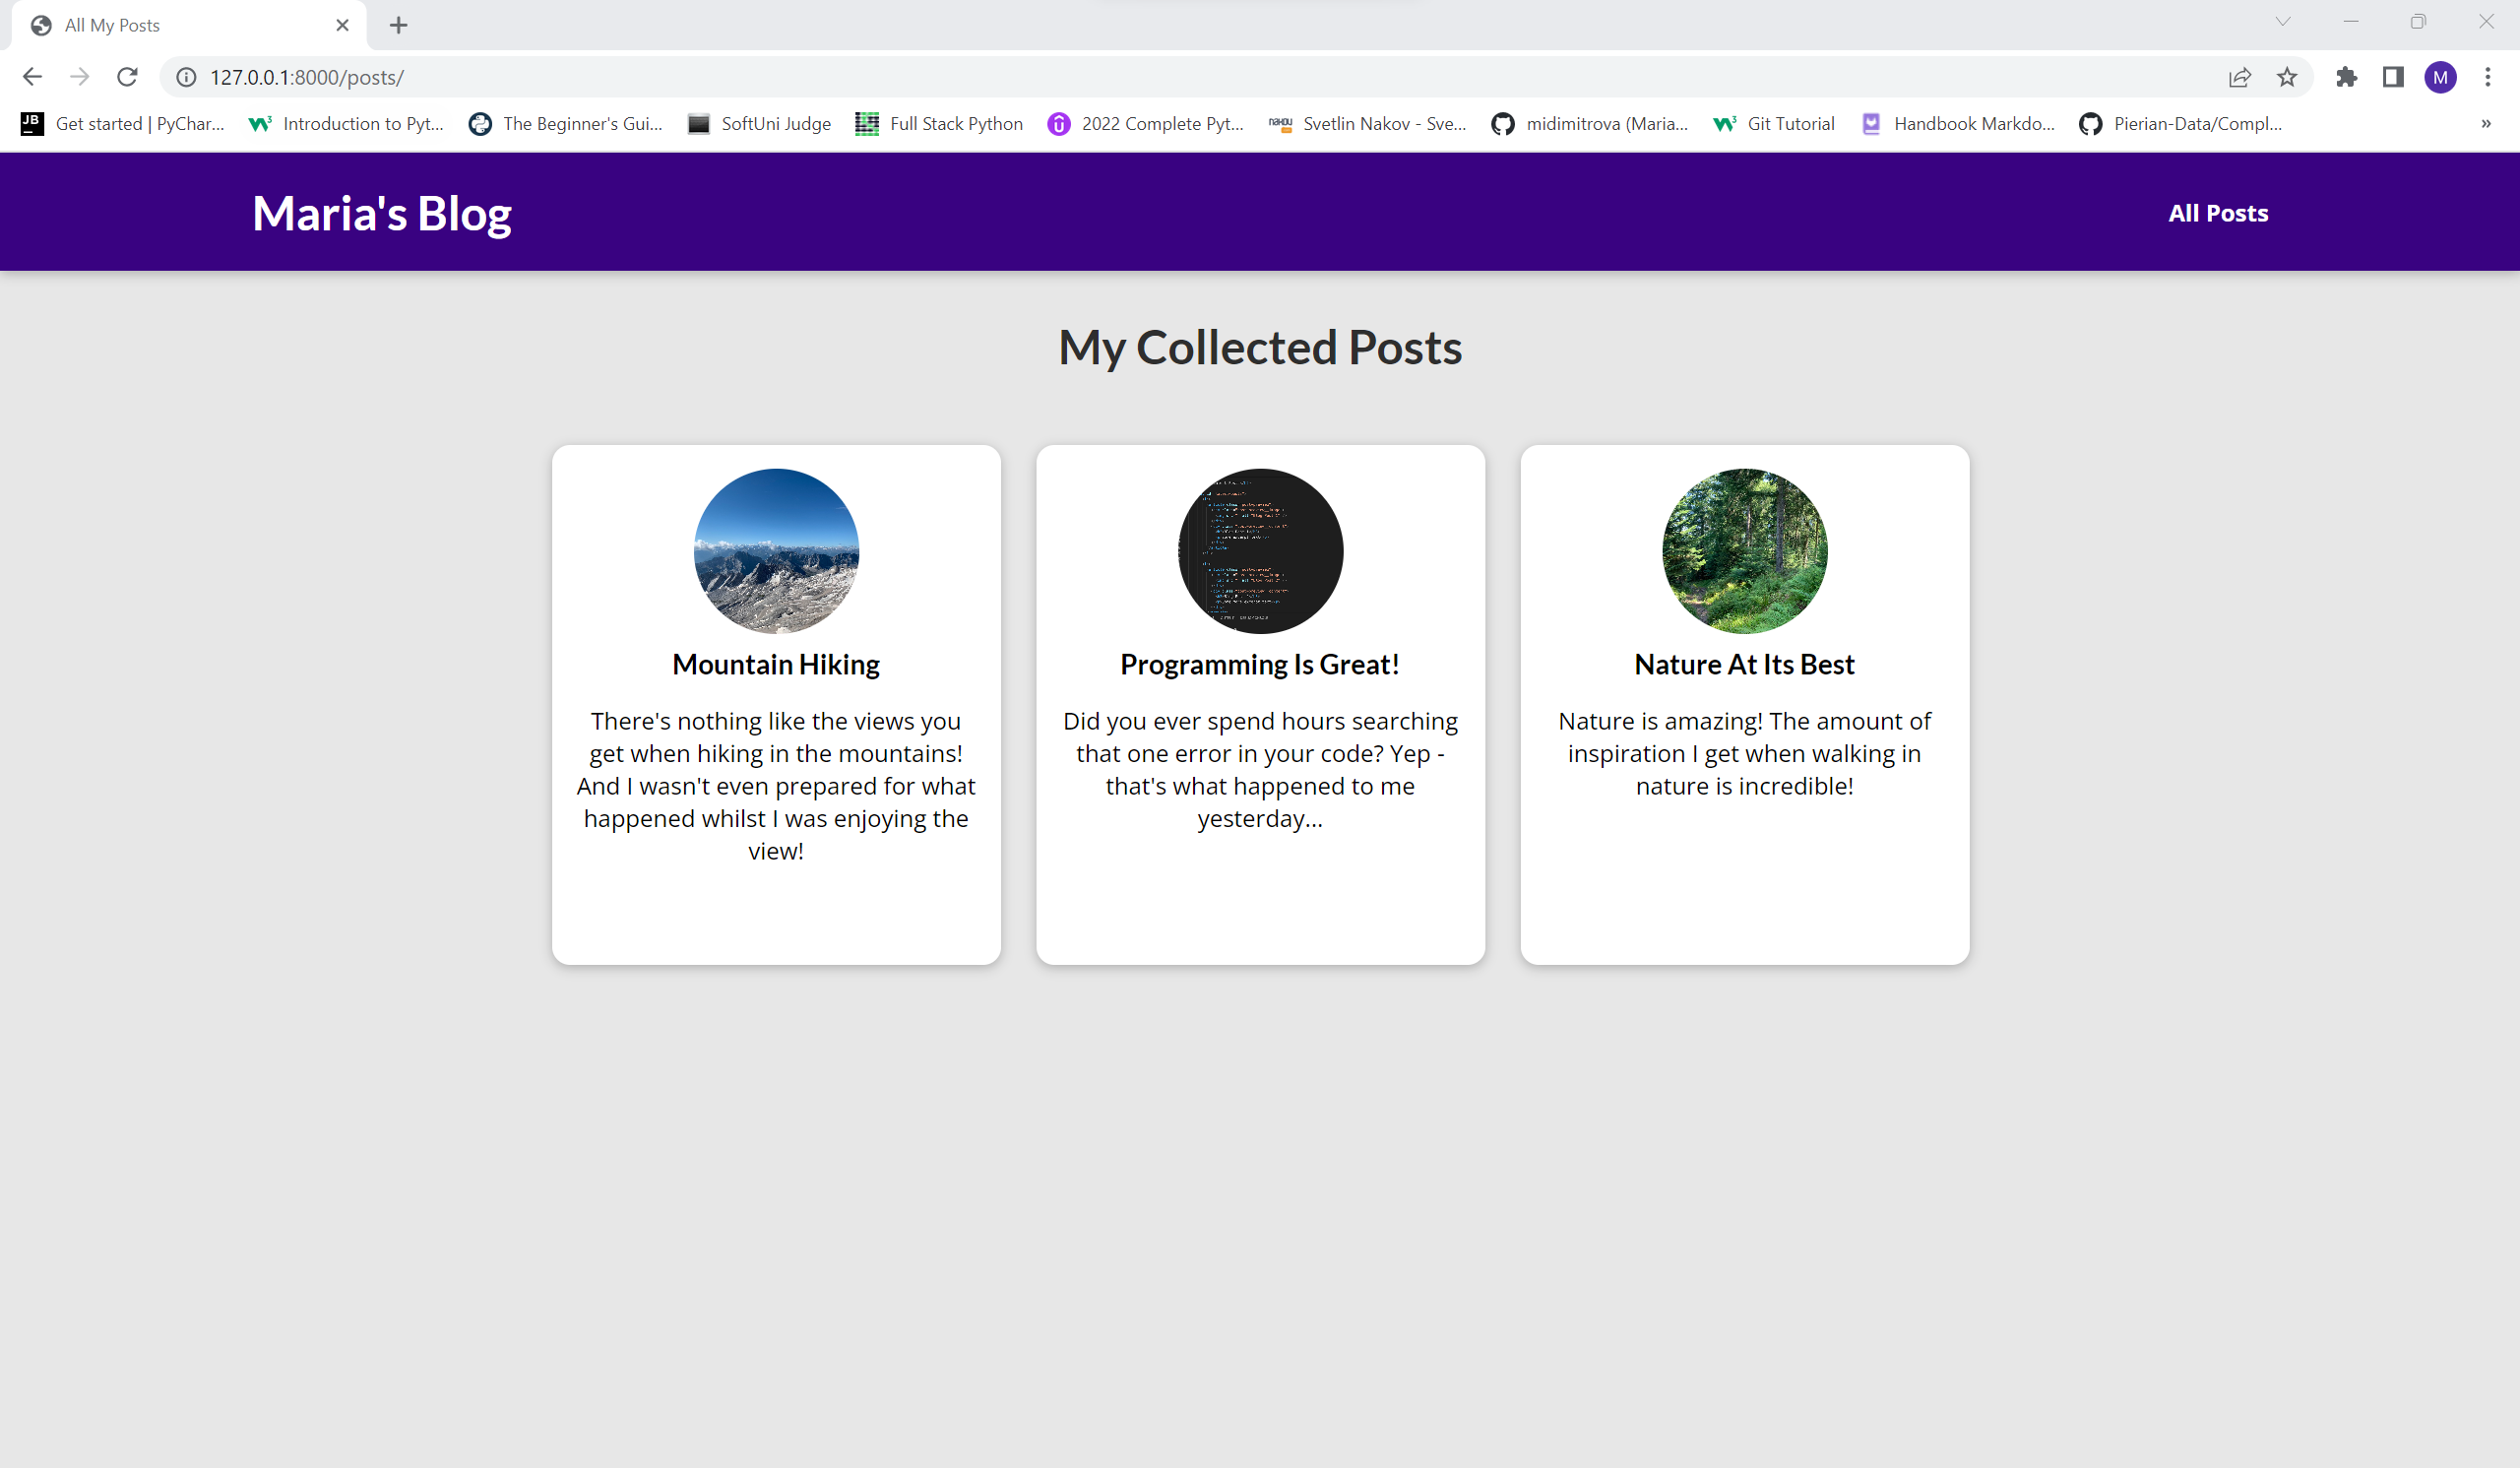 All My Posts
127.0.0.1:8000/posts/
M
JB Get started | PyChar... Introduction to Pyt... The Beginner's Gui... SoftUni Judge Full Stack Python 2022 Complete Pyt... Svetlin Nakov - Sve... midimitrova (Maria... Git Tutorial Handbook Markdo... Pierian-Data/Compl... »
Maria's Blog
All Posts
My Collected Posts
Mountain Hiking
There's nothing like the views you
get when hiking in the mountains!
And I wasn't even prepared for what
happened whilst I was enjoying the
view!
Programming Is Great!
Did you ever spend hours searching
that one error in your code? Yep -
that's what happened to me
yesterday...
Nature At Its Best
Nature is amazing! The amount of
inspiration I get when walking in
nature is incredible!